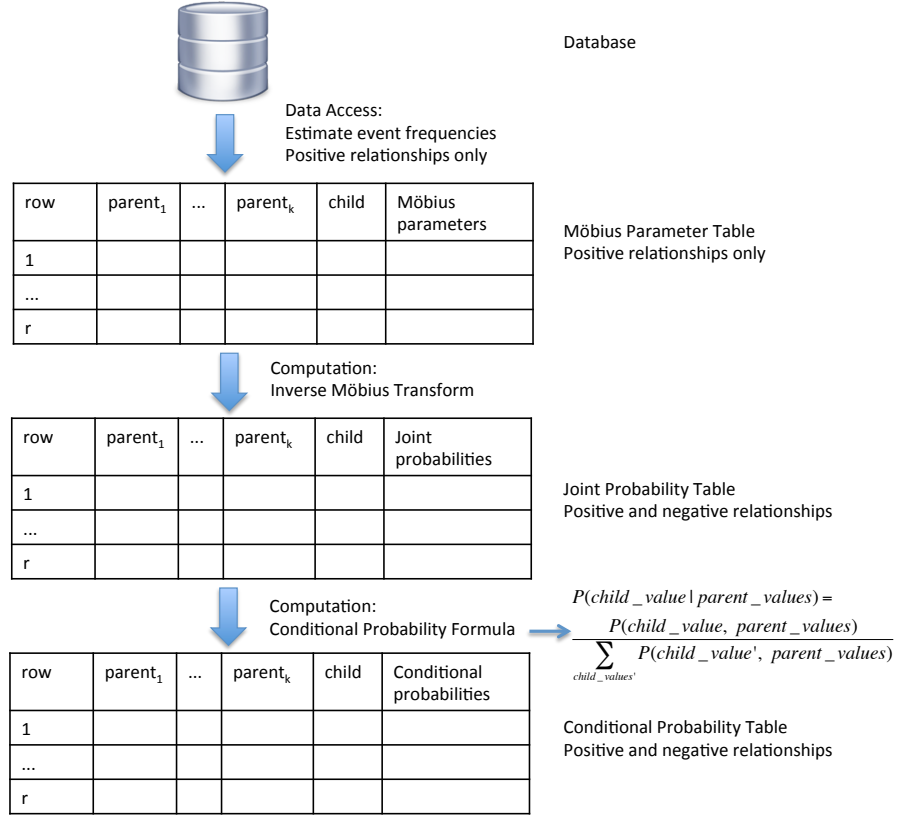 Database
Data Access:
Estimate event frequencies
Positive relationships only
row parent₁ ... parentₖ child Möbius parameters
1
...
r
Möbius Parameter Table
Positive relationships only
Computation:
Inverse Möbius Transform
row parent₁ ... parentₖ child Joint probabilities
1
...
r
Joint Probability Table
Positive and negative relationships
Computation:
Conditional Probability Formula
P(child_value | parent_values) =
P(child_value, parent_values)
∑ P(child_value', parent_values)
child_values'
row parent₁ ... parentₖ child Conditional probabilities
1
...
r
Conditional Probability Table
Positive and negative relationships